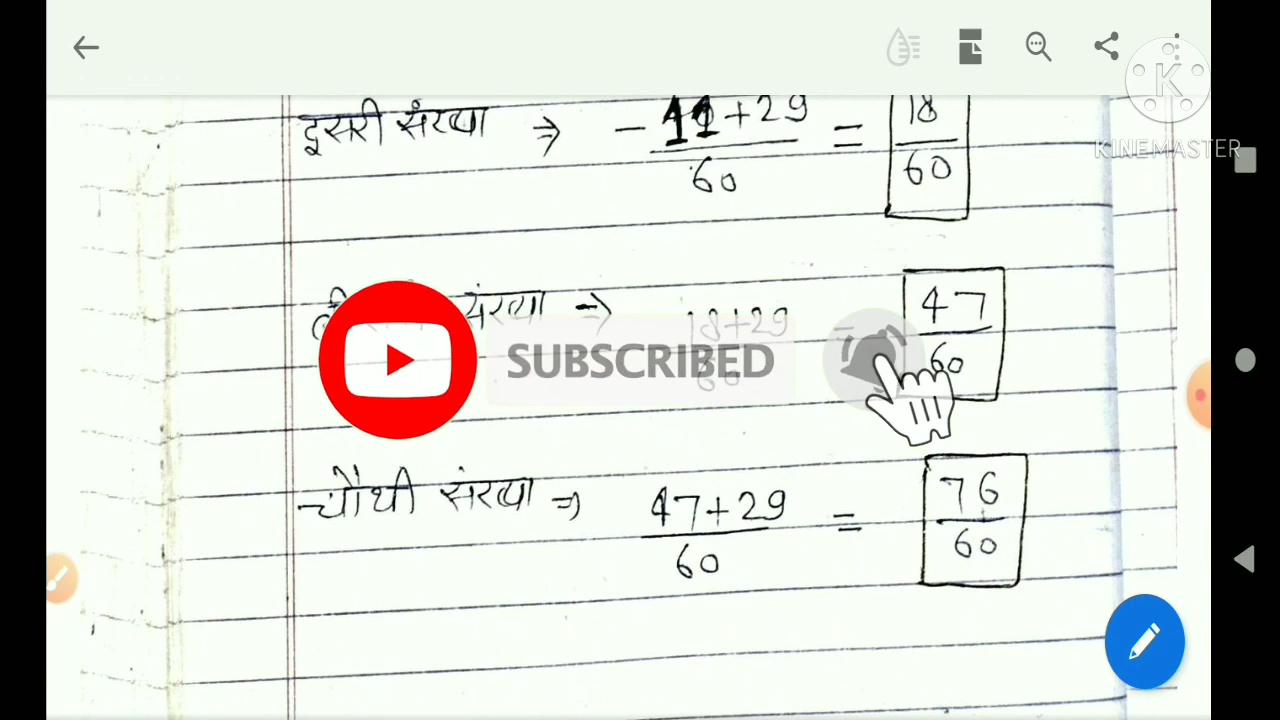 दूसरी संख्या ⇒ -11+29/60 = 18/60
KINEMASTER
संख्या ⇒ 18+29/60 = 47/60
SUBSCRIBED
चौथी संख्या ⇒ 47+29/60 = 76/60